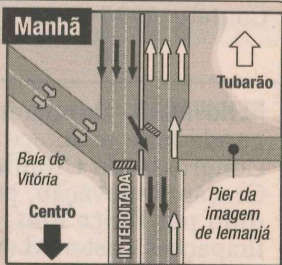 Manhã
Tubarão
Baía de
Vitória
Centro
INTERDITADA
Pier da
imagem
de Iemanjá